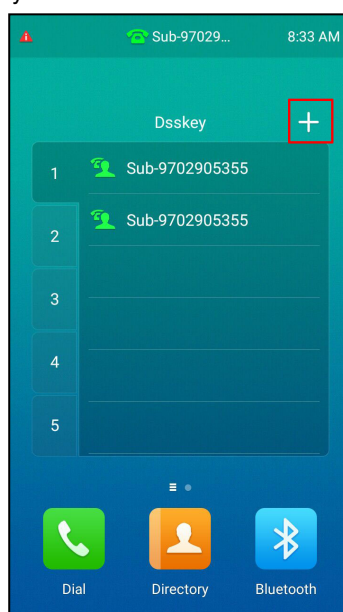 y
Sub-97029... 8:33 AM
Dsskey +
1 Sub-9702905355
2 Sub-9702905355
3
4
5
Dial Directory Bluetooth